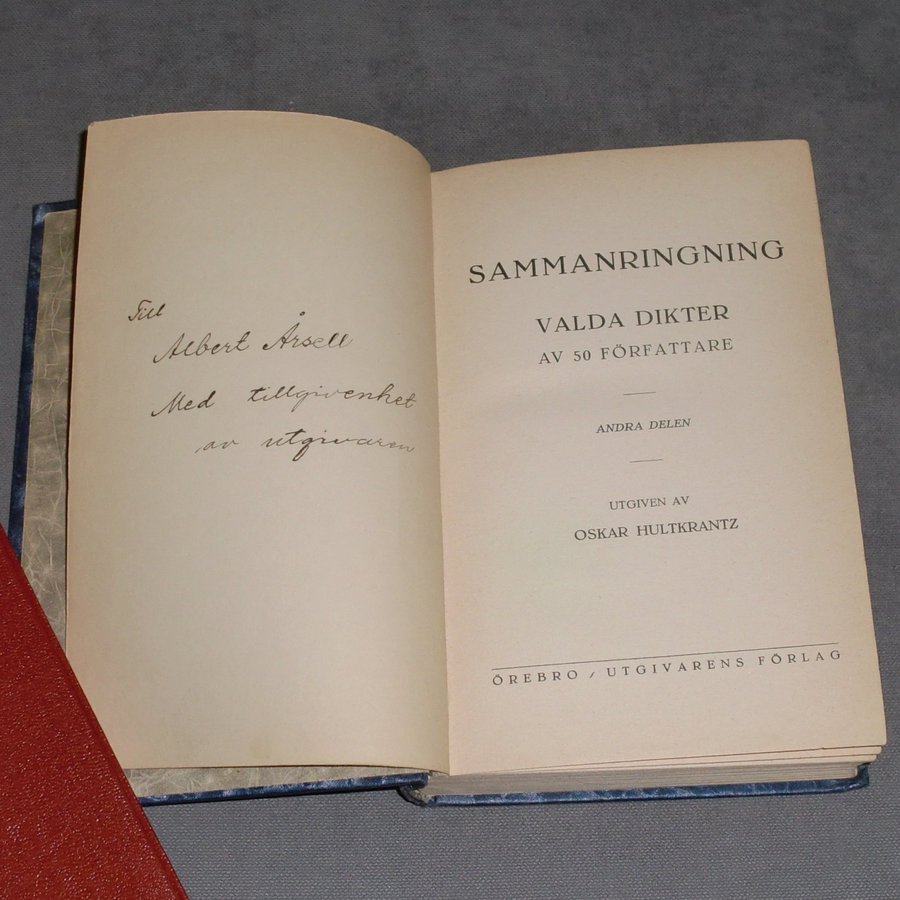 Till
Albert Årsell
Med tillgivenhet
av utgivaren
SAMMANRINGNING
VALDA DIKTER
AV 50 FÖRFATTARE
ANDRA DELEN
UTGIVEN AV
OSKAR HULTKRANTZ
ÖREBRO / UTGIVARENS FÖRLAG